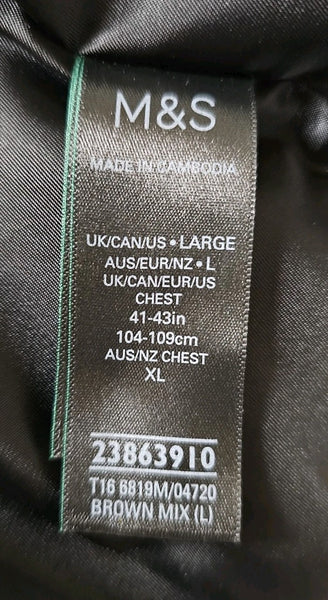 M&S
MADE IN CAMBODIA
UK/CAN/US • LARGE
AUS/EUR/NZ • L
UK/CAN/EUR/US
CHEST
41-43in
104-109cm
AUS/NZ CHEST
XL
23863910
T16 6819M/04720
BROWN MIX (L)